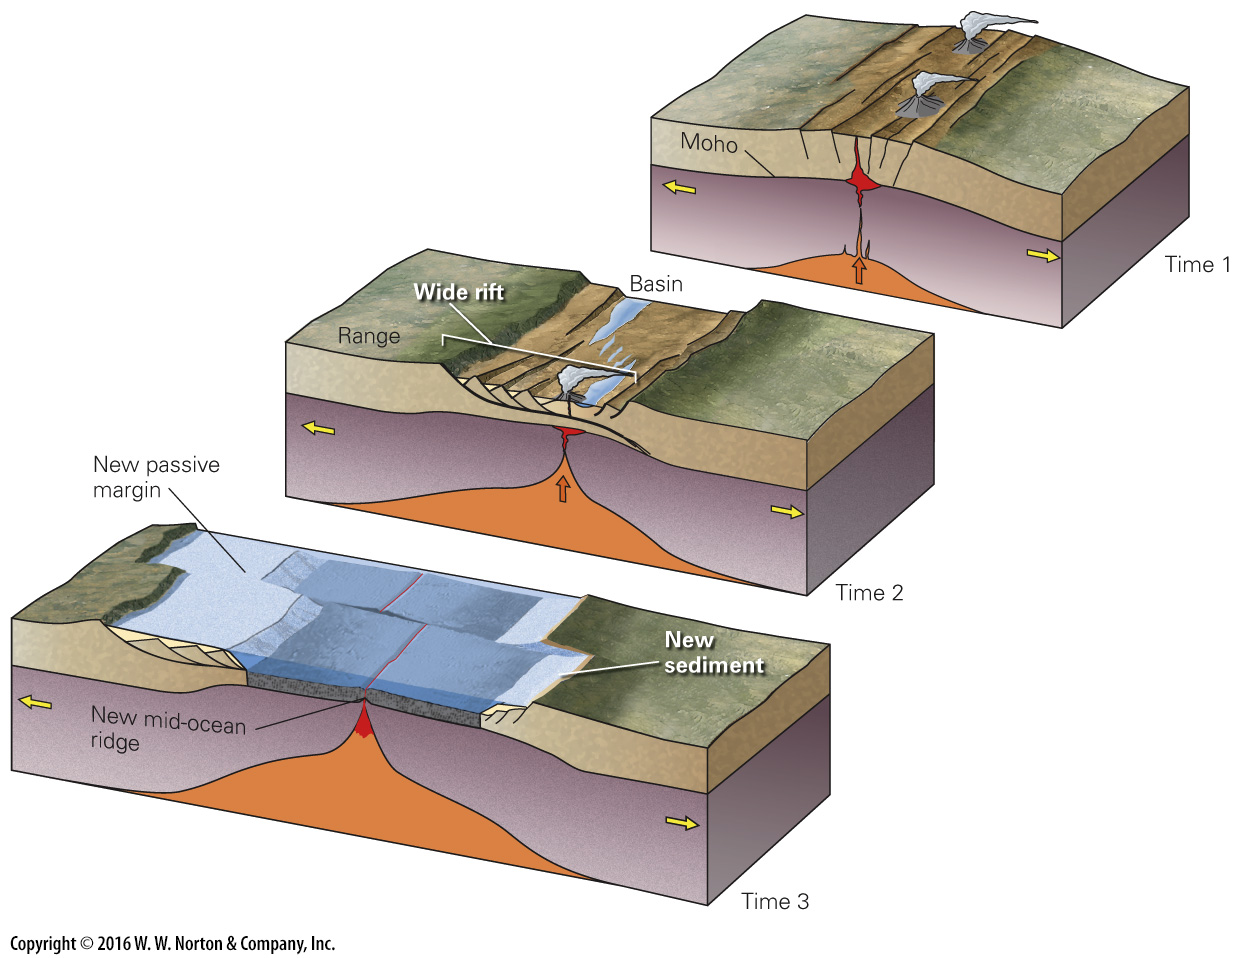 Moho
Time 1
Basin
Wide rift
Range
Time 2
New passive
margin
New
sediment
New mid-ocean
ridge
Time 3
Copyright © 2016 W. W. Norton & Company, Inc.